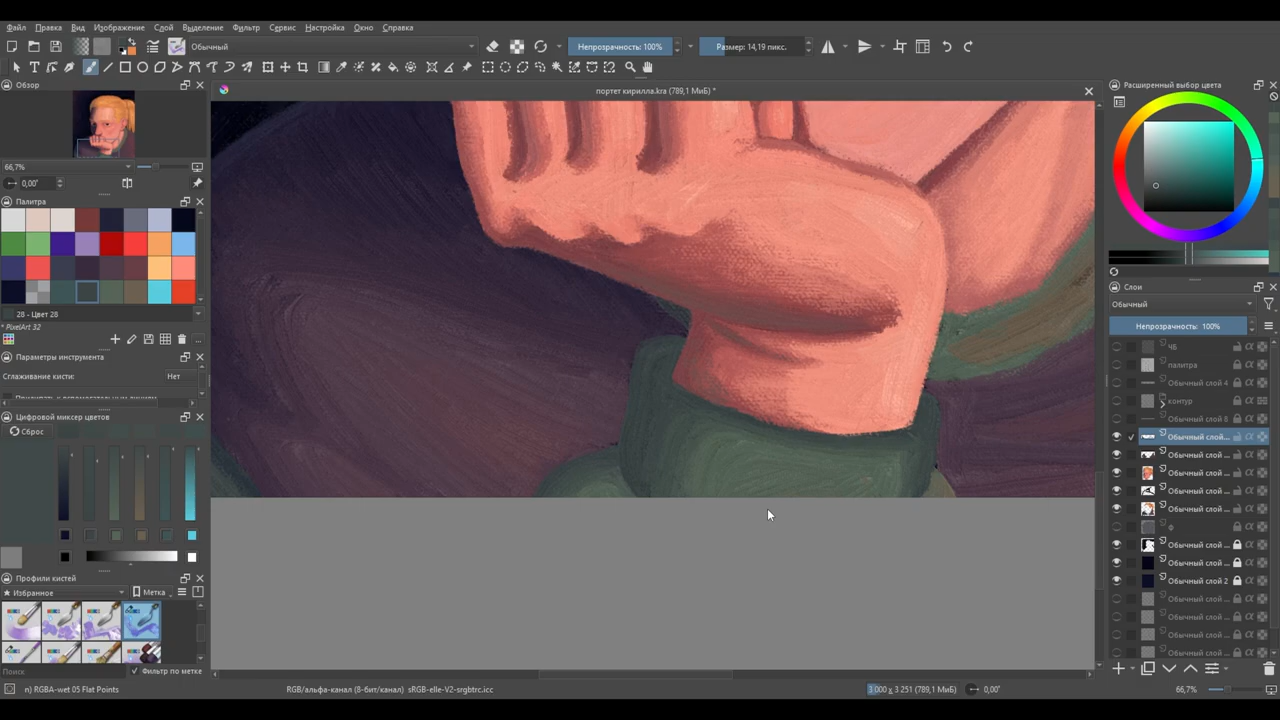 Файл Правка Вид Изображение Слой Выделение Фильтр Сервис Настройка Окно Справка
Обычный Непрозрачность: 100% Размер: 14,19 пикс.
Обзор
портет кирилла.kra (789,1 МиБ) *
Расширенный выбор цвета
66,7%
0,00°
Палитра
28 - Цвет 28
* PixelArt 32
...
Параметры инструмента
Сглаживание кисти: Нет
Цифровой миксер цветов
Сброс
Профили кистей
Избранное Метка
Поиск: Фильтр по метке
Слои
Обычный
Непрозрачность: 100%
ЧБ
палитра
Обычный слой 4
контур
Обычный слой 8
Обычный слой...
Обычный слой ...
Обычный слой ...
Обычный слой ...
Обычный слой ...
ф
Обычный слой ...
Обычный слой ...
Обычный слой 2
Обычный слой ...
Обычный слой ...
Обычный слой ...
Обычный слой ...
n) RGBA-wet 05 Flat Points RGB/альфа-канал (8-бит/канал) sRGB-elle-V2-srgbtrc.icc 3 000 x 3 251 (789,1 МиБ) 0,00° 66,7%